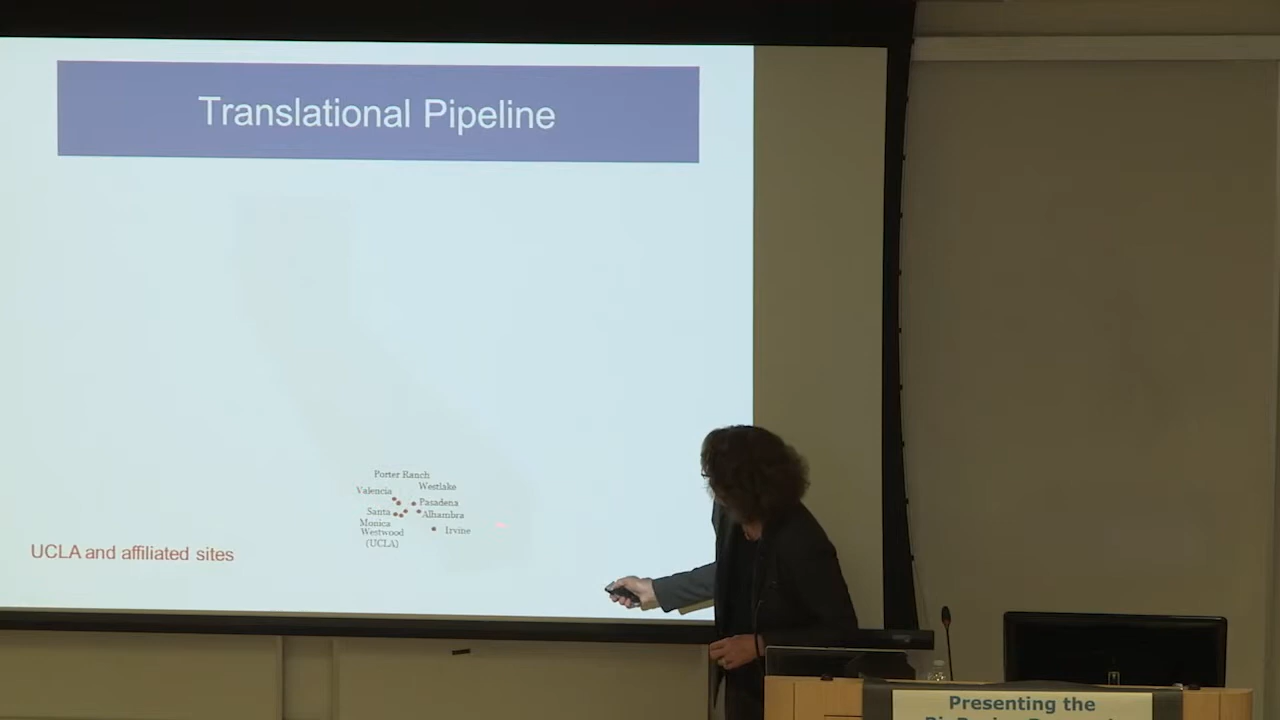 Translational Pipeline
Porter Ranch
Westlake
Valencia
Pasadena
Santa
Monica
Alhambra
Westwood
(UCLA)
Irvine
UCLA and affiliated sites
Presenting the